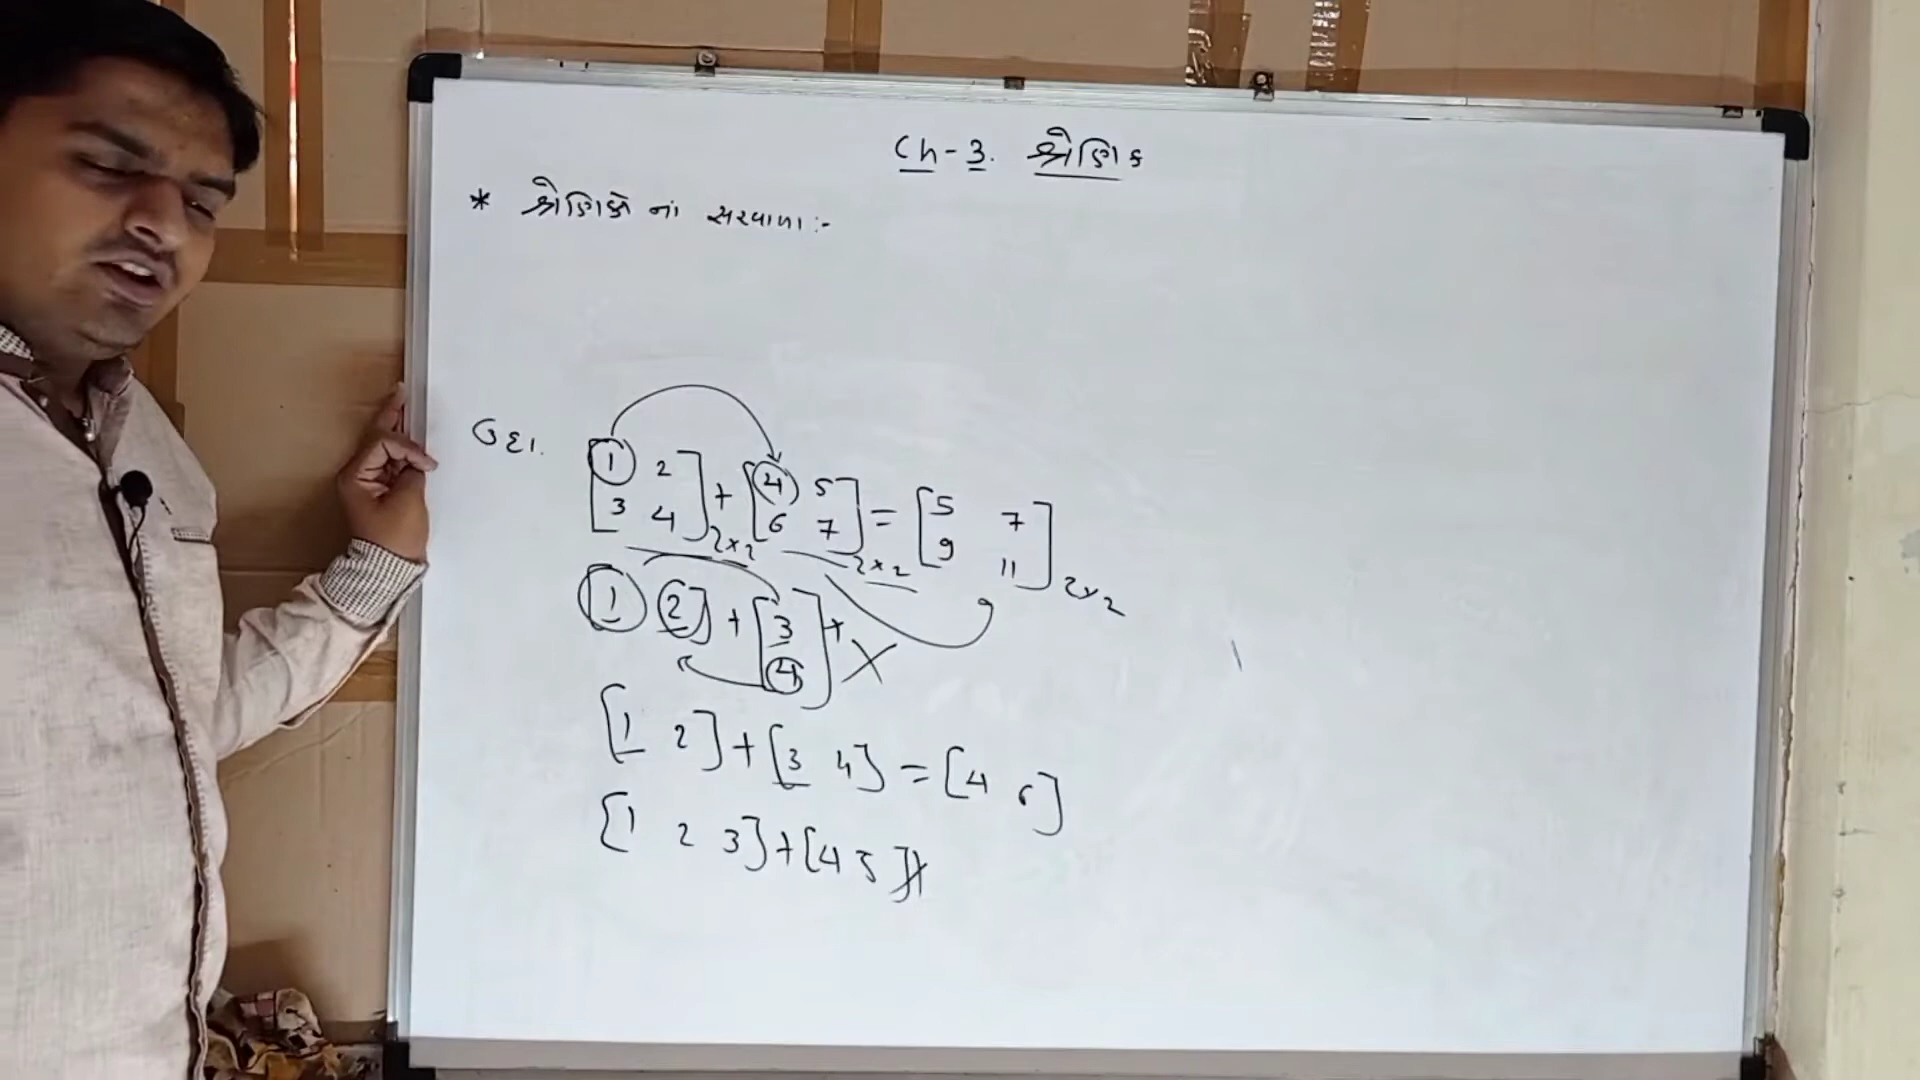 Ch-3. શ્રેણિક
* શ્રેણિકો નાં સરવાળા :-
ઉદા. [1 2 3 4]2×2 + [4 5 6 7]2×2 = [5 7 9 11]2×2
[1 2] + [3 4] + X
[1 2] + [3 4] = [4 6]
[1 2 3] + [4 5] X